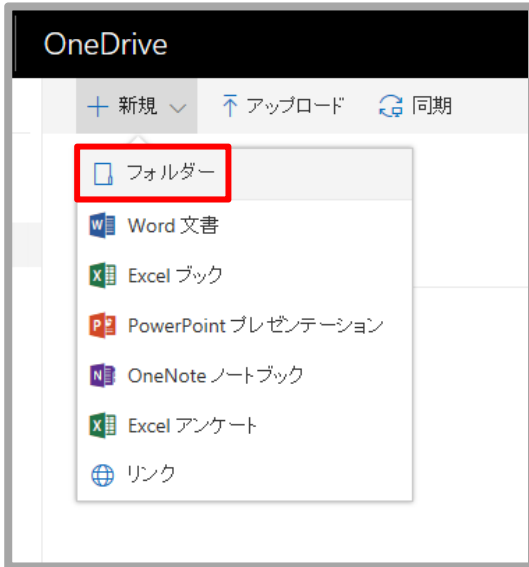 OneDrive
新規 アップロード 同期
フォルダー
Word 文書
Excel ブック
PowerPoint プレゼンテーション
OneNote ノートブック
Excel アンケート
リンク